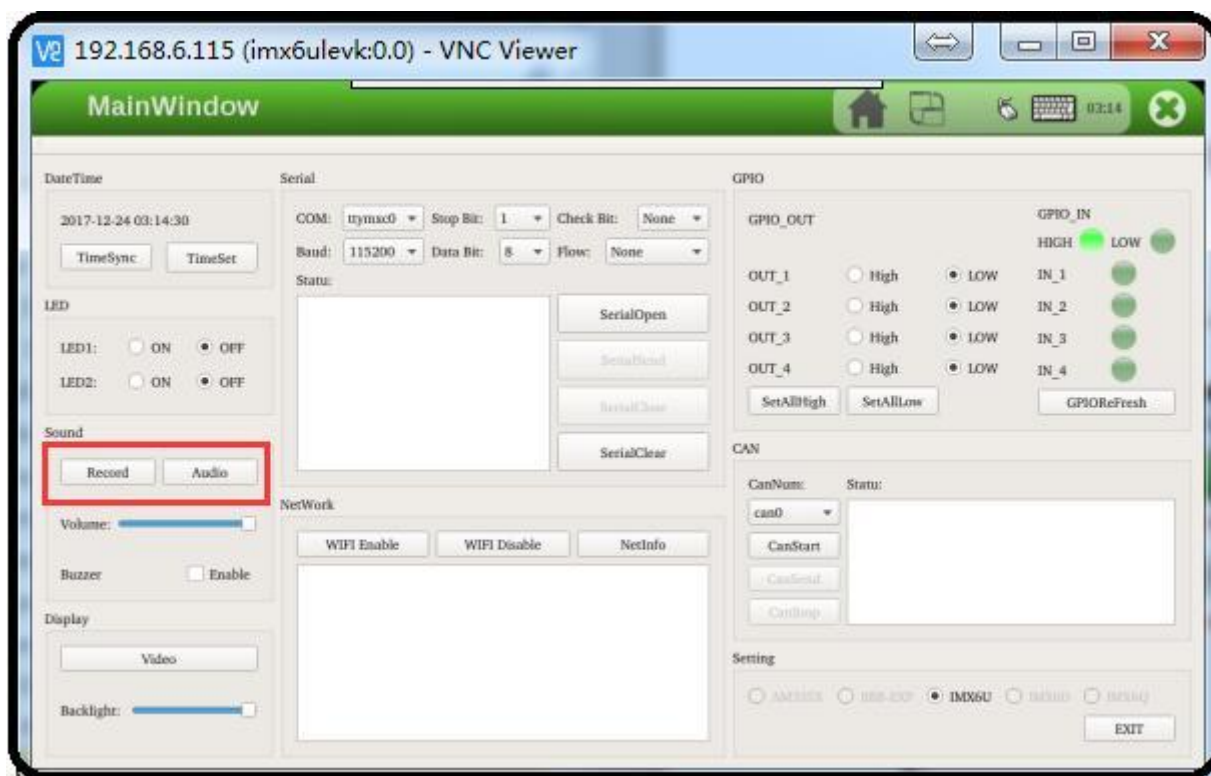 192.168.6.115 (imx6ulevk:0.0) - VNC Viewer
MainWindow
03:14
DateTime
2017-12-24 03:14:30
TimeSync TimeSet
LED
LED1: ON OFF
LED2: ON OFF
Sound
Record Audio
Volume:
Buzzer Enable
Display
Video
Backlight:
Serial
COM: ttymxc0 Stop Bit: 1 Check Bit: None
Baud: 115200 Data Bit: 8 Flow: None
Statu:
SerialOpen
SerialSend
SerialClear
NetWork
WIFI Enable WIFI Disable NetInfo
GPIO
GPIO_OUT GPIO_IN
HIGH LOW
OUT_1 High LOW IN_1
OUT_2 High LOW IN_2
OUT_3 High LOW IN_3
OUT_4 High LOW IN_4
SetAllHigh SetAllLow GPIOReFresh
CAN
CanNum: Statu:
can0
CanStart
CanSend
Setting
IMX6U
EXIT